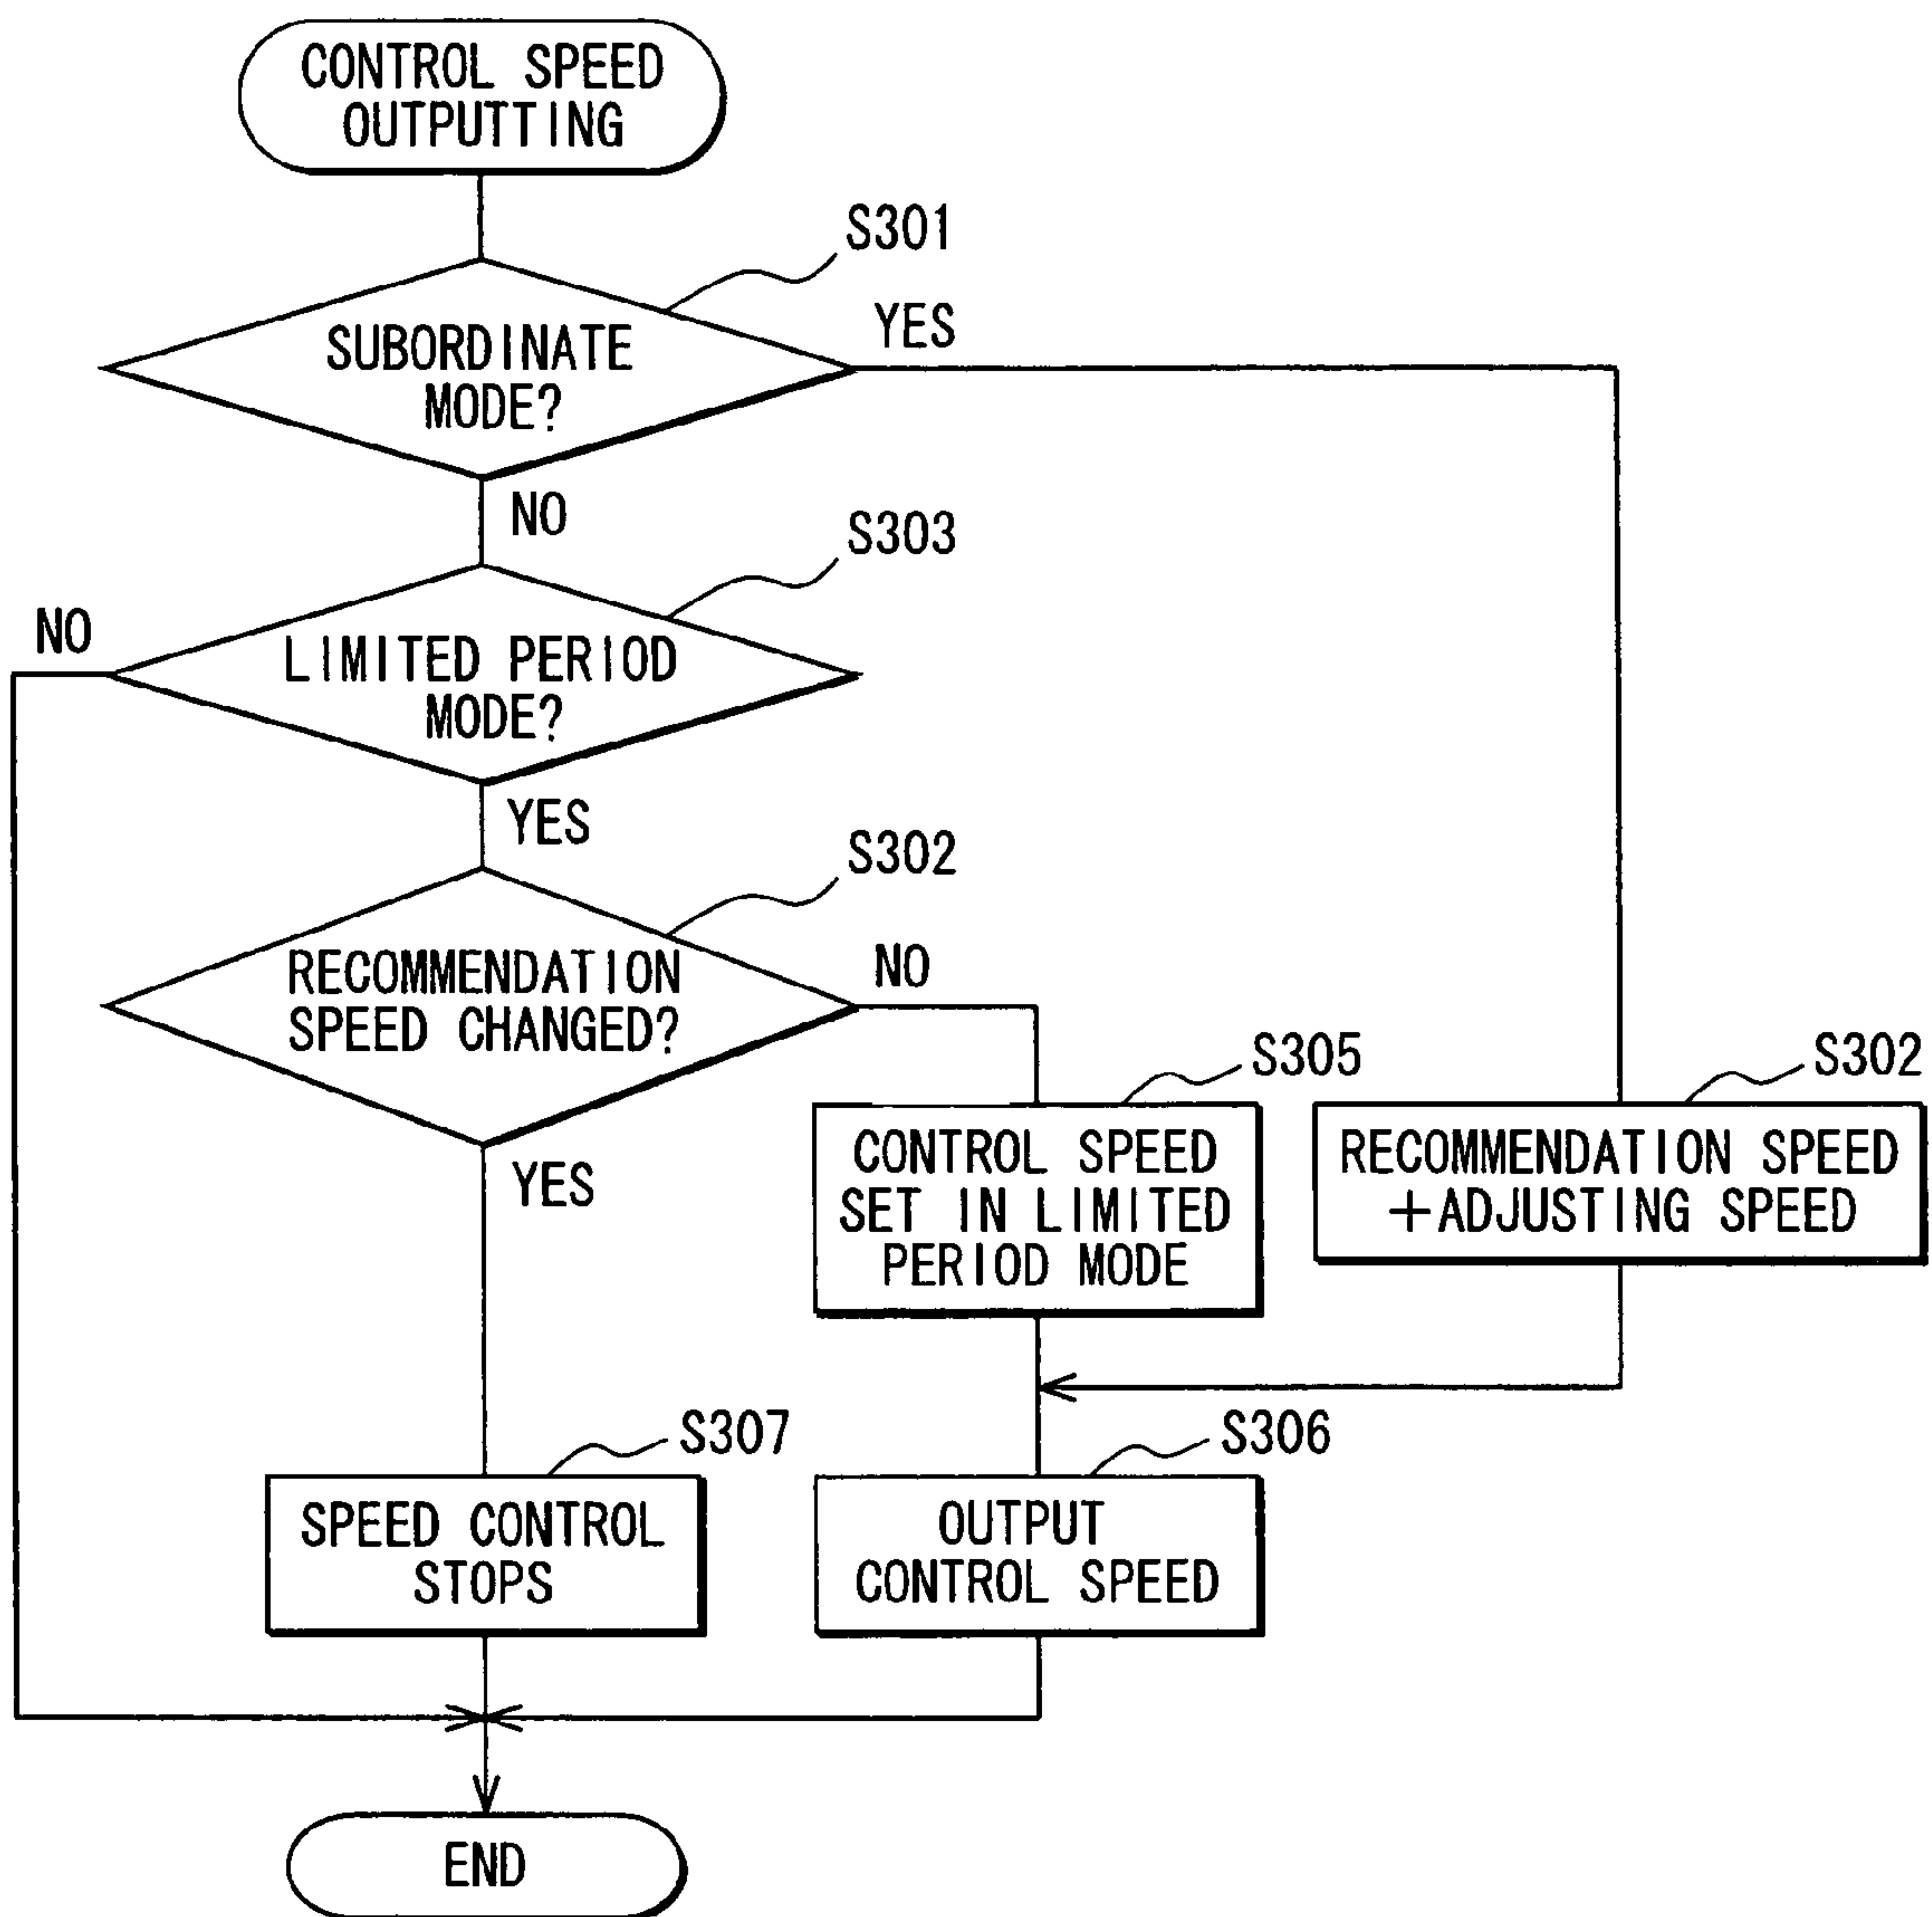 CONTROL SPEED
OUTPUTTING
S301
YES
SUBORDINATE
MODE?
NO
S303
NO
LIMITED PERIOD
MODE?
YES
S302
RECOMMENDATION
SPEED CHANGED?
NO
YES
S305
CONTROL SPEED
SET IN LIMITED
PERIOD MODE
S302
RECOMMENDATION SPEED
+ADJUSTING SPEED
S307
SPEED CONTROL
STOPS
S306
OUTPUT
CONTROL SPEED
END